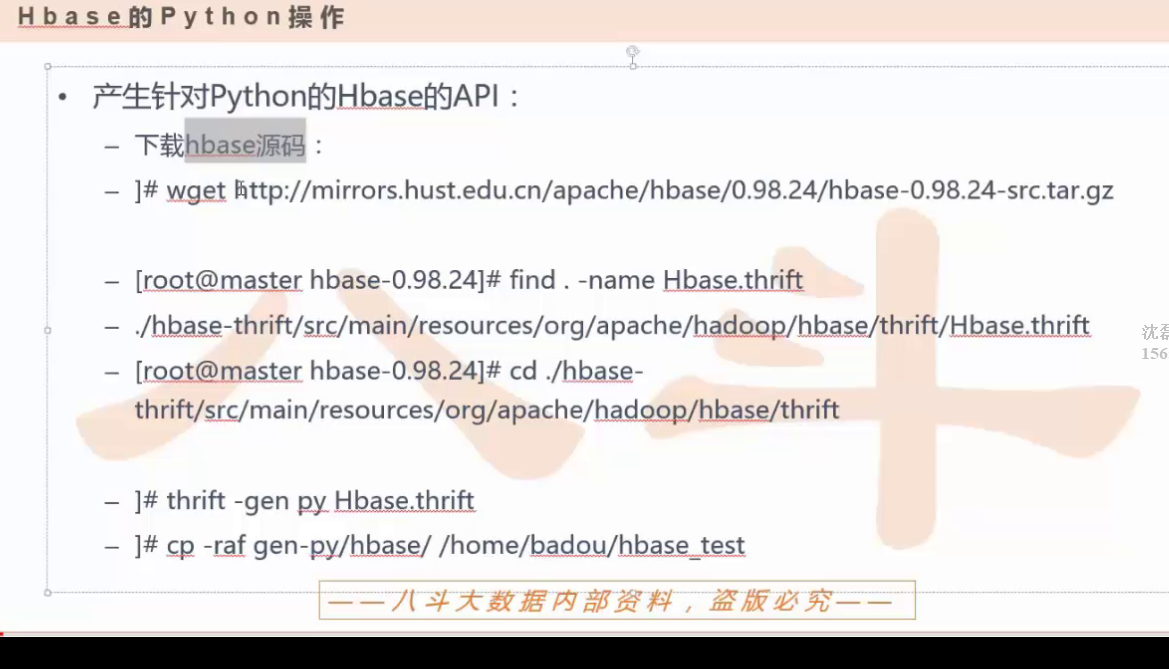 Hbase的Python操作
• 产生针对Python的Hbase的API：
– 下载hbase源码：
– ]# wget http://mirrors.hust.edu.cn/apache/hbase/0.98.24/hbase-0.98.24-src.tar.gz
– [root@master hbase-0.98.24]# find . -name Hbase.thrift
– ./hbase-thrift/src/main/resources/org/apache/hadoop/hbase/thrift/Hbase.thrift
沈磊
156
– [root@master hbase-0.98.24]# cd ./hbase-
thrift/src/main/resources/org/apache/hadoop/hbase/thrift
八斗
– ]# thrift -gen py Hbase.thrift
– ]# cp -raf gen-py/hbase/ /home/badou/hbase_test
——八斗大数据内部资料，盗版必究——